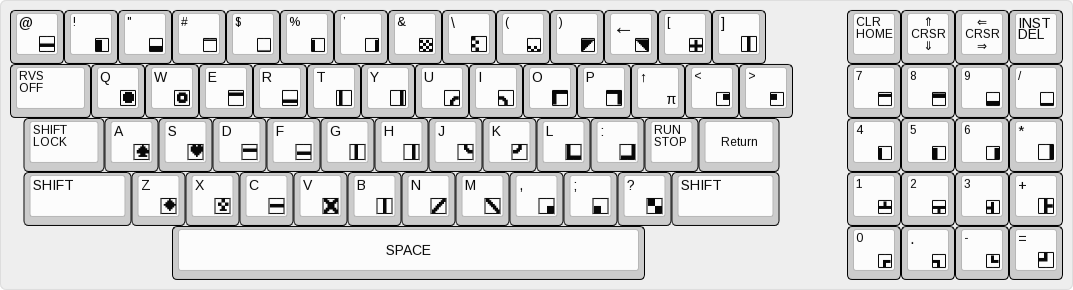 @ ! " # $ % ' & \ ( ) ← [ ] CLR HOME ⇑ CRSR ⇓ ⇐ CRSR ⇒ INST DEL
RVS OFF Q W E R T Y U I O P ↑ π < > 7 8 9 /
SHIFT LOCK A S D F G H J K L : RUN STOP Return 4 5 6 *
SHIFT Z X C V B N M , ; ? SHIFT 1 2 3 +
SPACE 0 . - =